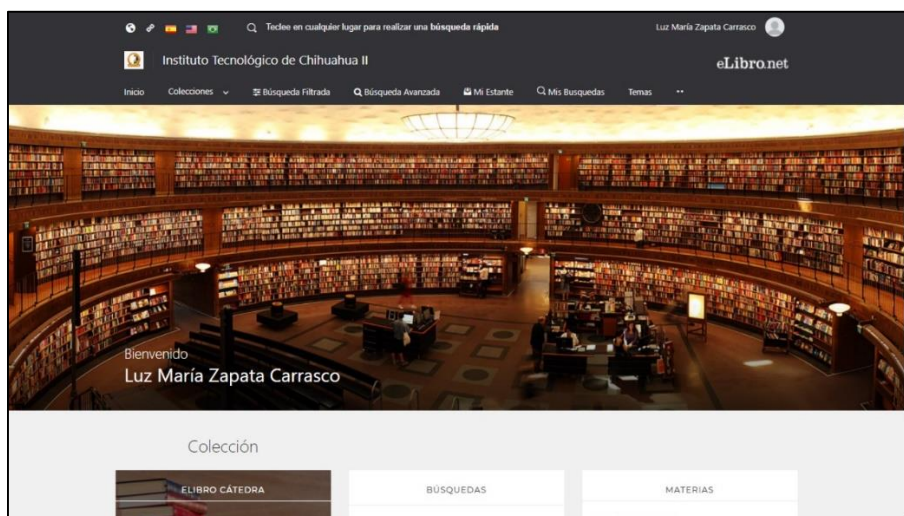 Teclee en cualquier lugar para realizar una búsqueda rápida
Luz María Zapata Carrasco
Instituto Tecnológico de Chihuahua II
eLibro.net
Inicio
Colecciones
Búsqueda Filtrada
Búsqueda Avanzada
Mi Estante
Mis Busquedas
Temas
Bienvenido
Luz María Zapata Carrasco
Colección
ELIBRO CÁTEDRA
BÚSQUEDAS
MATERIAS